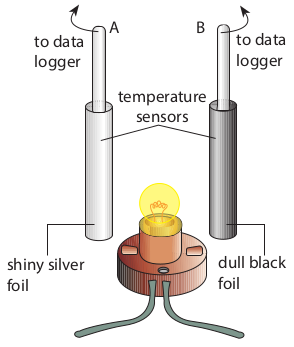 A
B
to data
logger
to data
logger
temperature
sensors
shiny silver
foil
dull black
foil